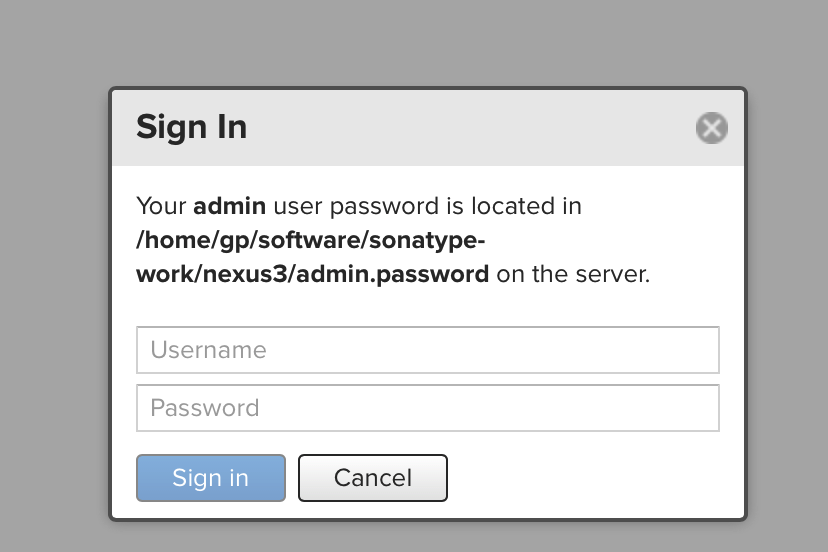 Sign In
Your admin user password is located in
/home/gp/software/sonatype-
work/nexus3/admin.password on the server.
Username
Password
Sign in
Cancel